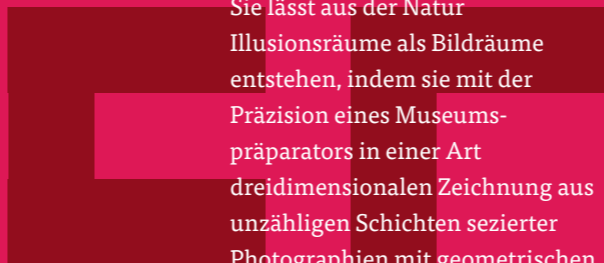 Sie lässt aus der Natur
Illusionsräume als Bildräume
entstehen, indem sie mit der
Präzision eines Museums-
präparators in einer Art
dreidimensionalen Zeichnung aus
unzähligen Schichten sezierter
Photographien mit geometrischen